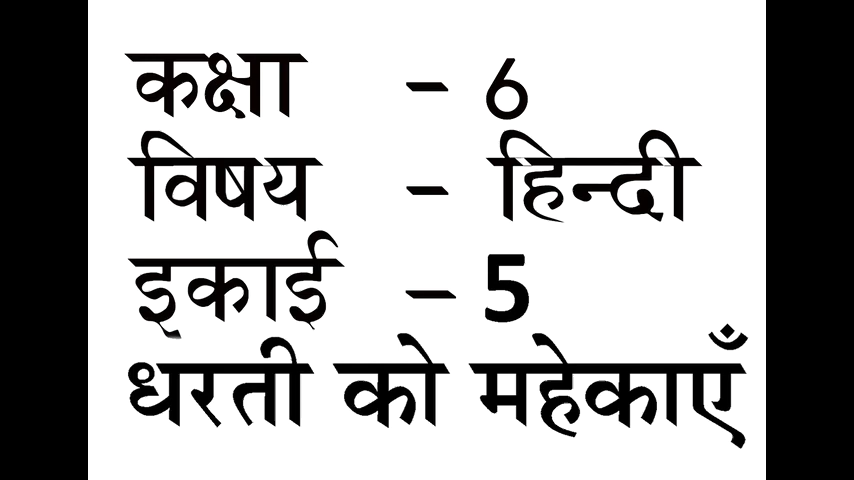 कक्षा - 6
विषय - हिन्दी
इकाई - 5
धरती को महेकाएँ